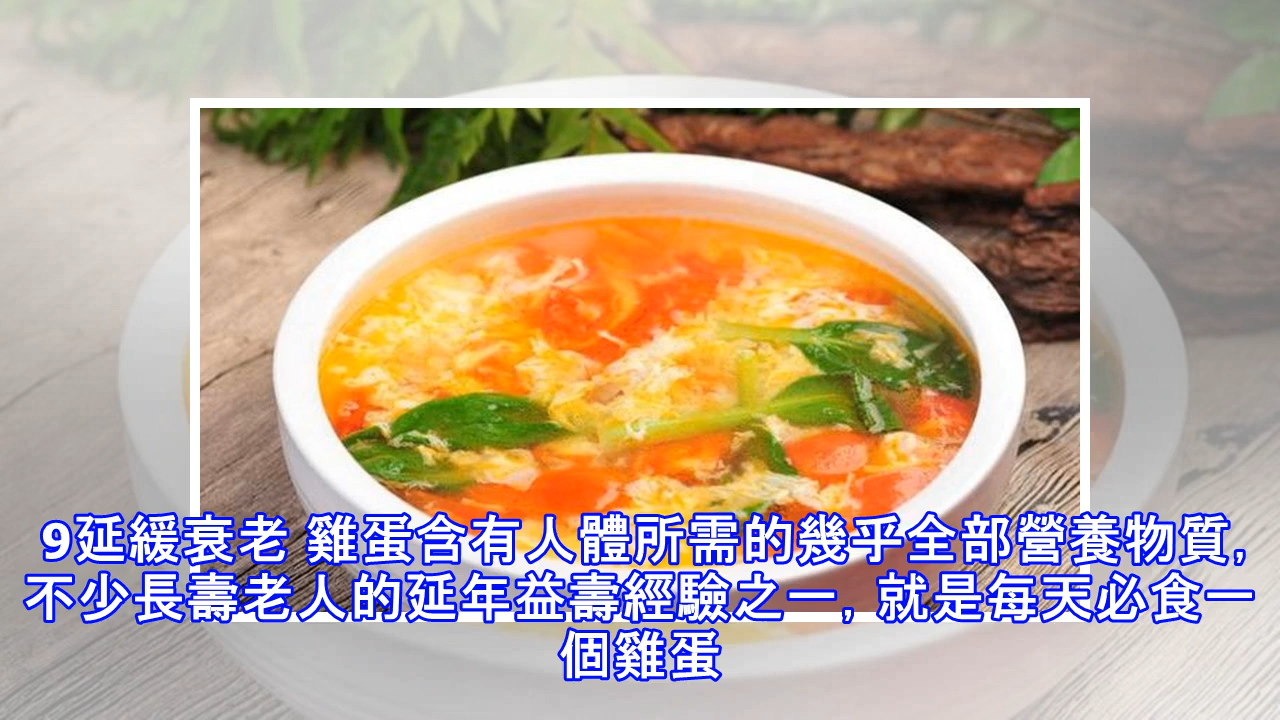 9延緩衰老 雞蛋含有人體所需的幾乎全部營養物質,
不少長壽老人的延年益壽經驗之一, 就是每天必食一
個雞蛋